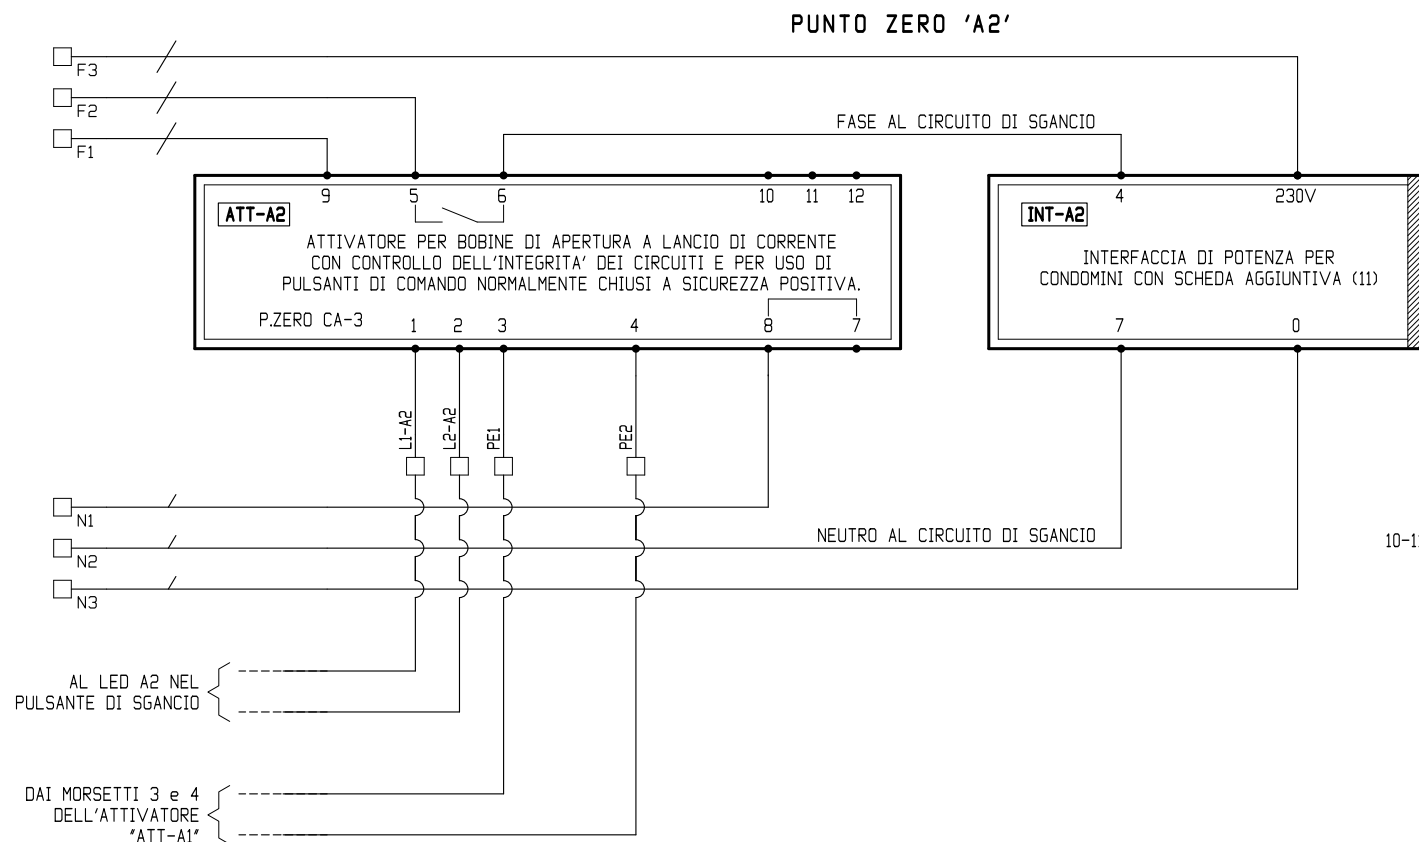 PUNTO ZERO 'A2'
F3
F2
F1
FASE AL CIRCUITO DI SGANCIO
9 5 6 10 11 12
ATT-A2
ATTIVATORE PER BOBINE DI APERTURA A LANCIO DI CORRENTE
CON CONTROLLO DELL'INTEGRITA' DEI CIRCUITI E PER USO DI
PULSANTI DI COMANDO NORMALMENTE CHIUSI A SICUREZZA POSITIVA.
P.ZERO CA-3
1 2 3 4 8 7
4 230V
INT-A2
INTERFACCIA DI POTENZA PER
CONDOMINI CON SCHEDA AGGIUNTIVA (11)
7 0
L1-A2
L2-A2
PE1
PE2
N1
N2
N3
NEUTRO AL CIRCUITO DI SGANCIO
AL LED A2 NEL
PULSANTE DI SGANCIO
DAI MORSETTI 3 e 4
DELL'ATTIVATORE
"ATT-A1"